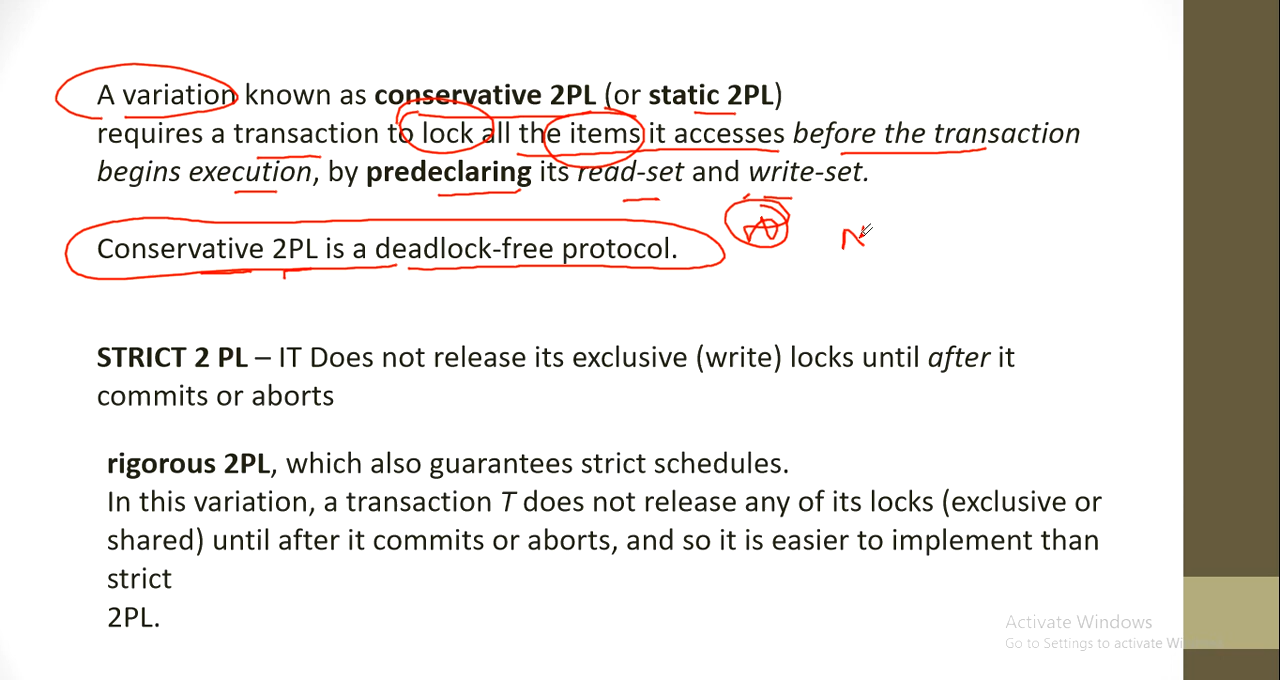 A variation known as conservative 2PL (or static 2PL)
requires a transaction to lock all the items it accesses before the transaction
begins execution, by predeclaring its read-set and write-set.
Conservative 2PL is a deadlock-free protocol.
STRICT 2 PL – IT Does not release its exclusive (write) locks until after it
commits or aborts
rigorous 2PL, which also guarantees strict schedules.
In this variation, a transaction T does not release any of its locks (exclusive or
shared) until after it commits or aborts, and so it is easier to implement than
strict
2PL.
Activate Windows
Go to Settings to activate